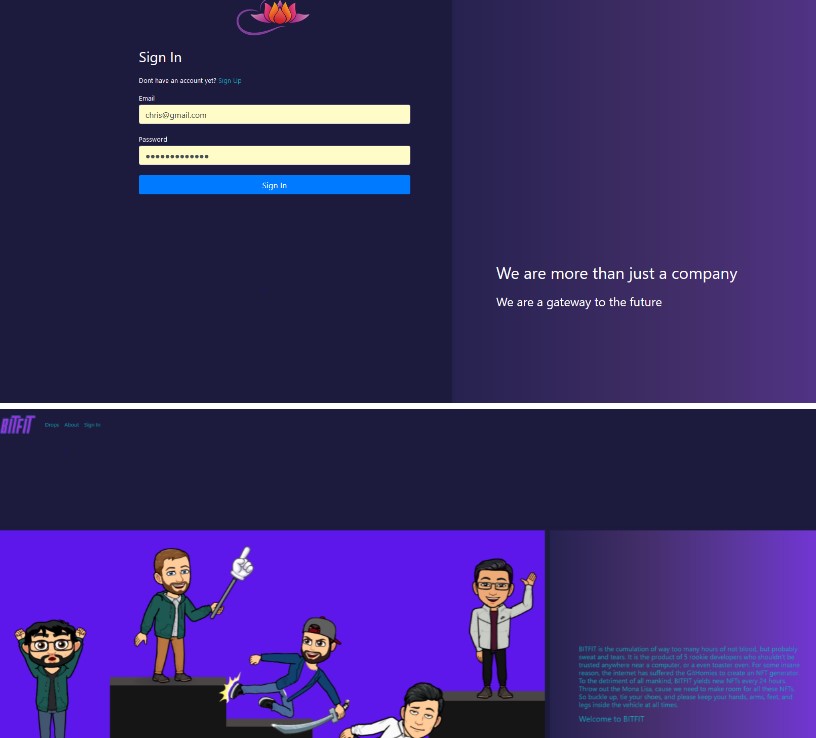 Sign In
Dont have an account yet? Sign Up
Email
chris@gmail.com
Password
•••••••••••••
Sign In
We are more than just a company
We are a gateway to the future
BITFIT
Drops About Sign In
BITFIT is the cumulation of way too many hours of not blood, but probably
sweat and tears. It is the product of 5 rookie developers who shouldn't be
trusted anywhere near a computer, or a even toaster oven. For some insane
reason, the internet has suffered the GitHomies to create an NFT generator.
To the detriment of all mankind, BITFIT yields new NFTs every 24 hours.
Throw out the Mona Lisa, cause we need to make room for all these NFTs.
So buckle up, tie your shoes, and please keep your hands, arms, feet, and
legs inside the vehicle at all times.
Welcome to BITFIT